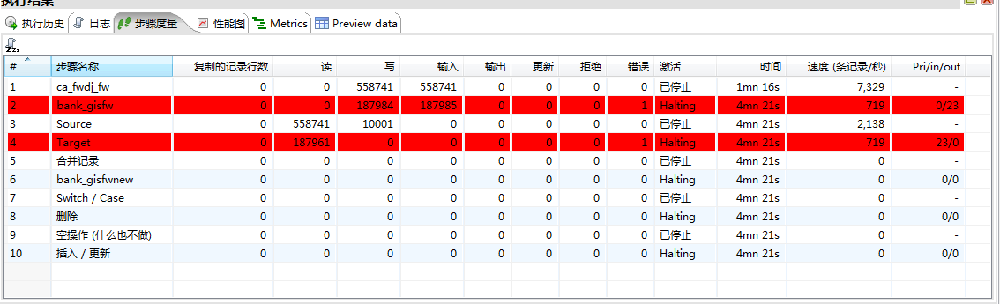 执行结果
执行历史 日志 步骤度量 性能图 Metrics Preview data
# 步骤名称 复制的记录行数 读 写 输入 输出 更新 拒绝 错误 激活 时间 速度 (条记录/秒) Pri/in/out
1 ca_fwdj_fw 0 0 558741 558741 0 0 0 0 已停止 1mn 16s 7,329 -
2 bank_gisfw 0 0 187984 187985 0 0 0 1 Halting 4mn 21s 719 0/23
3 Source 0 558741 10001 0 0 0 0 0 已停止 4mn 21s 2,138 -
4 Target 0 187961 0 0 0 0 0 1 Halting 4mn 21s 719 23/0
5 合并记录 0 0 0 0 0 0 0 0 已停止 4mn 21s 0 -
6 bank_gisfwnew 0 0 0 0 0 0 0 0 Halting 4mn 21s 0 0/0
7 Switch / Case 0 0 0 0 0 0 0 0 已停止 4mn 21s 0 -
8 删除 0 0 0 0 0 0 0 0 Halting 4mn 21s 0 0/0
9 空操作 (什么也不做) 0 0 0 0 0 0 0 0 已停止 4mn 21s 0 -
10 插入 / 更新 0 0 0 0 0 0 0 0 Halting 4mn 21s 0 0/0